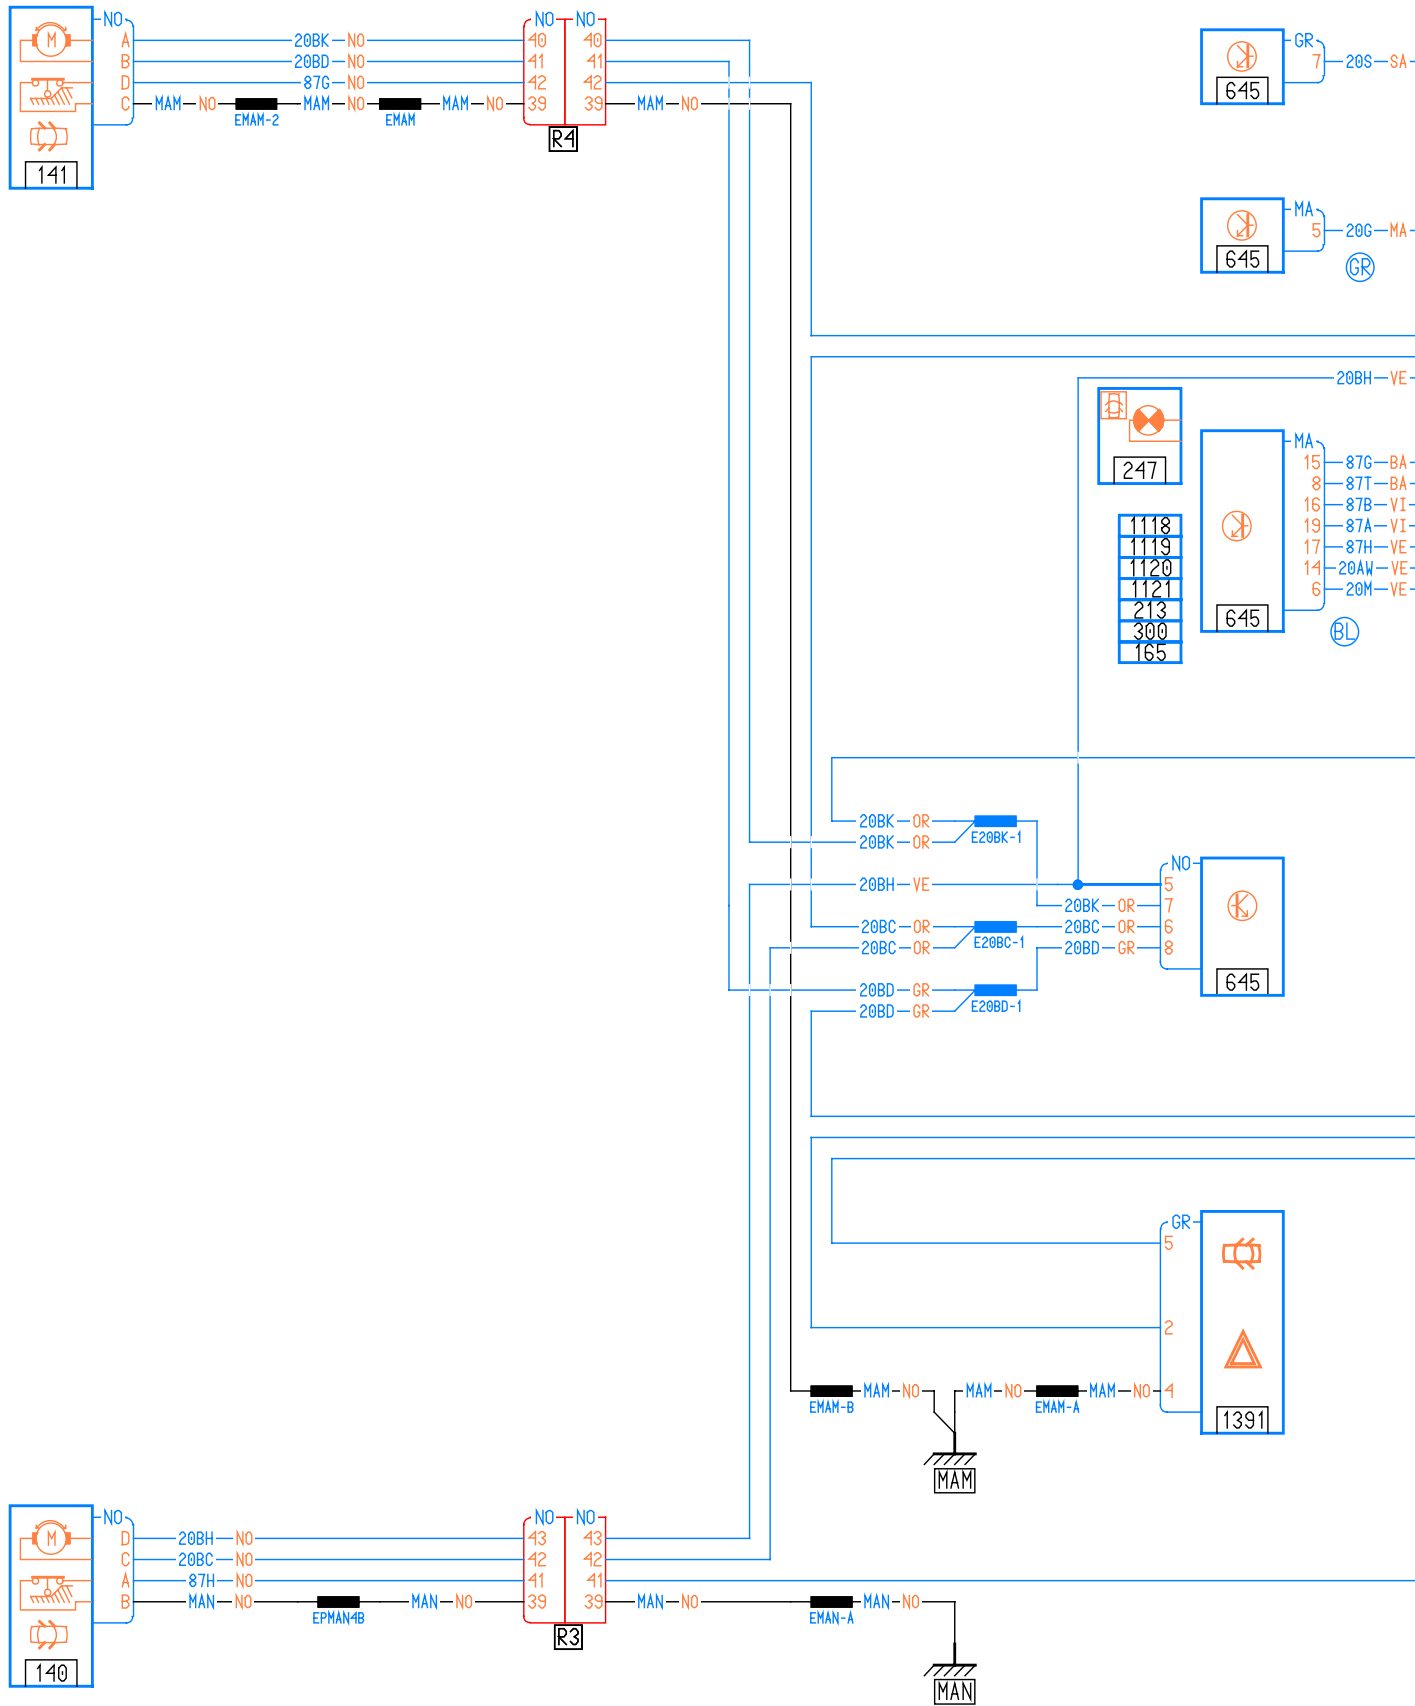 NO NO NO GR
A 20BK NO 40 40 7 20S SA
B 20BD NO 41 41
D 87G NO 42 42 645
C MAM NO MAM NO MAM NO 39 39 MAM NO
EMAM-2 EMAM
M
R4
141
MA
5 20G MA
645 GR
20BH VE
MA
247 15 87G BA
8 87T BA
16 87B VI
1118 19 87A VI
1119 17 87H VE
1120 14 20AW VE
1121 6 20M VE
213
300 645 BL
165
20BK OR
20BK OR E20BK-1
NO
20BH VE 5
20BK OR 7
20BC OR 20BC OR 6
20BC OR E20BC-1 20BD GR 8
645
20BD GR
20BD GR E20BD-1
GR
5
2
MAM NO MAM NO MAM NO 4
EMAM-B EMAM-A
1391
MAM
NO NO NO
M
D 20BH NO 43 43
C 20BC NO 42 42
A 87H NO 41 41
B MAN NO MAN NO 39 39 MAN NO MAN NO
EPMAN4B EMAN-A
R3
140
MAN